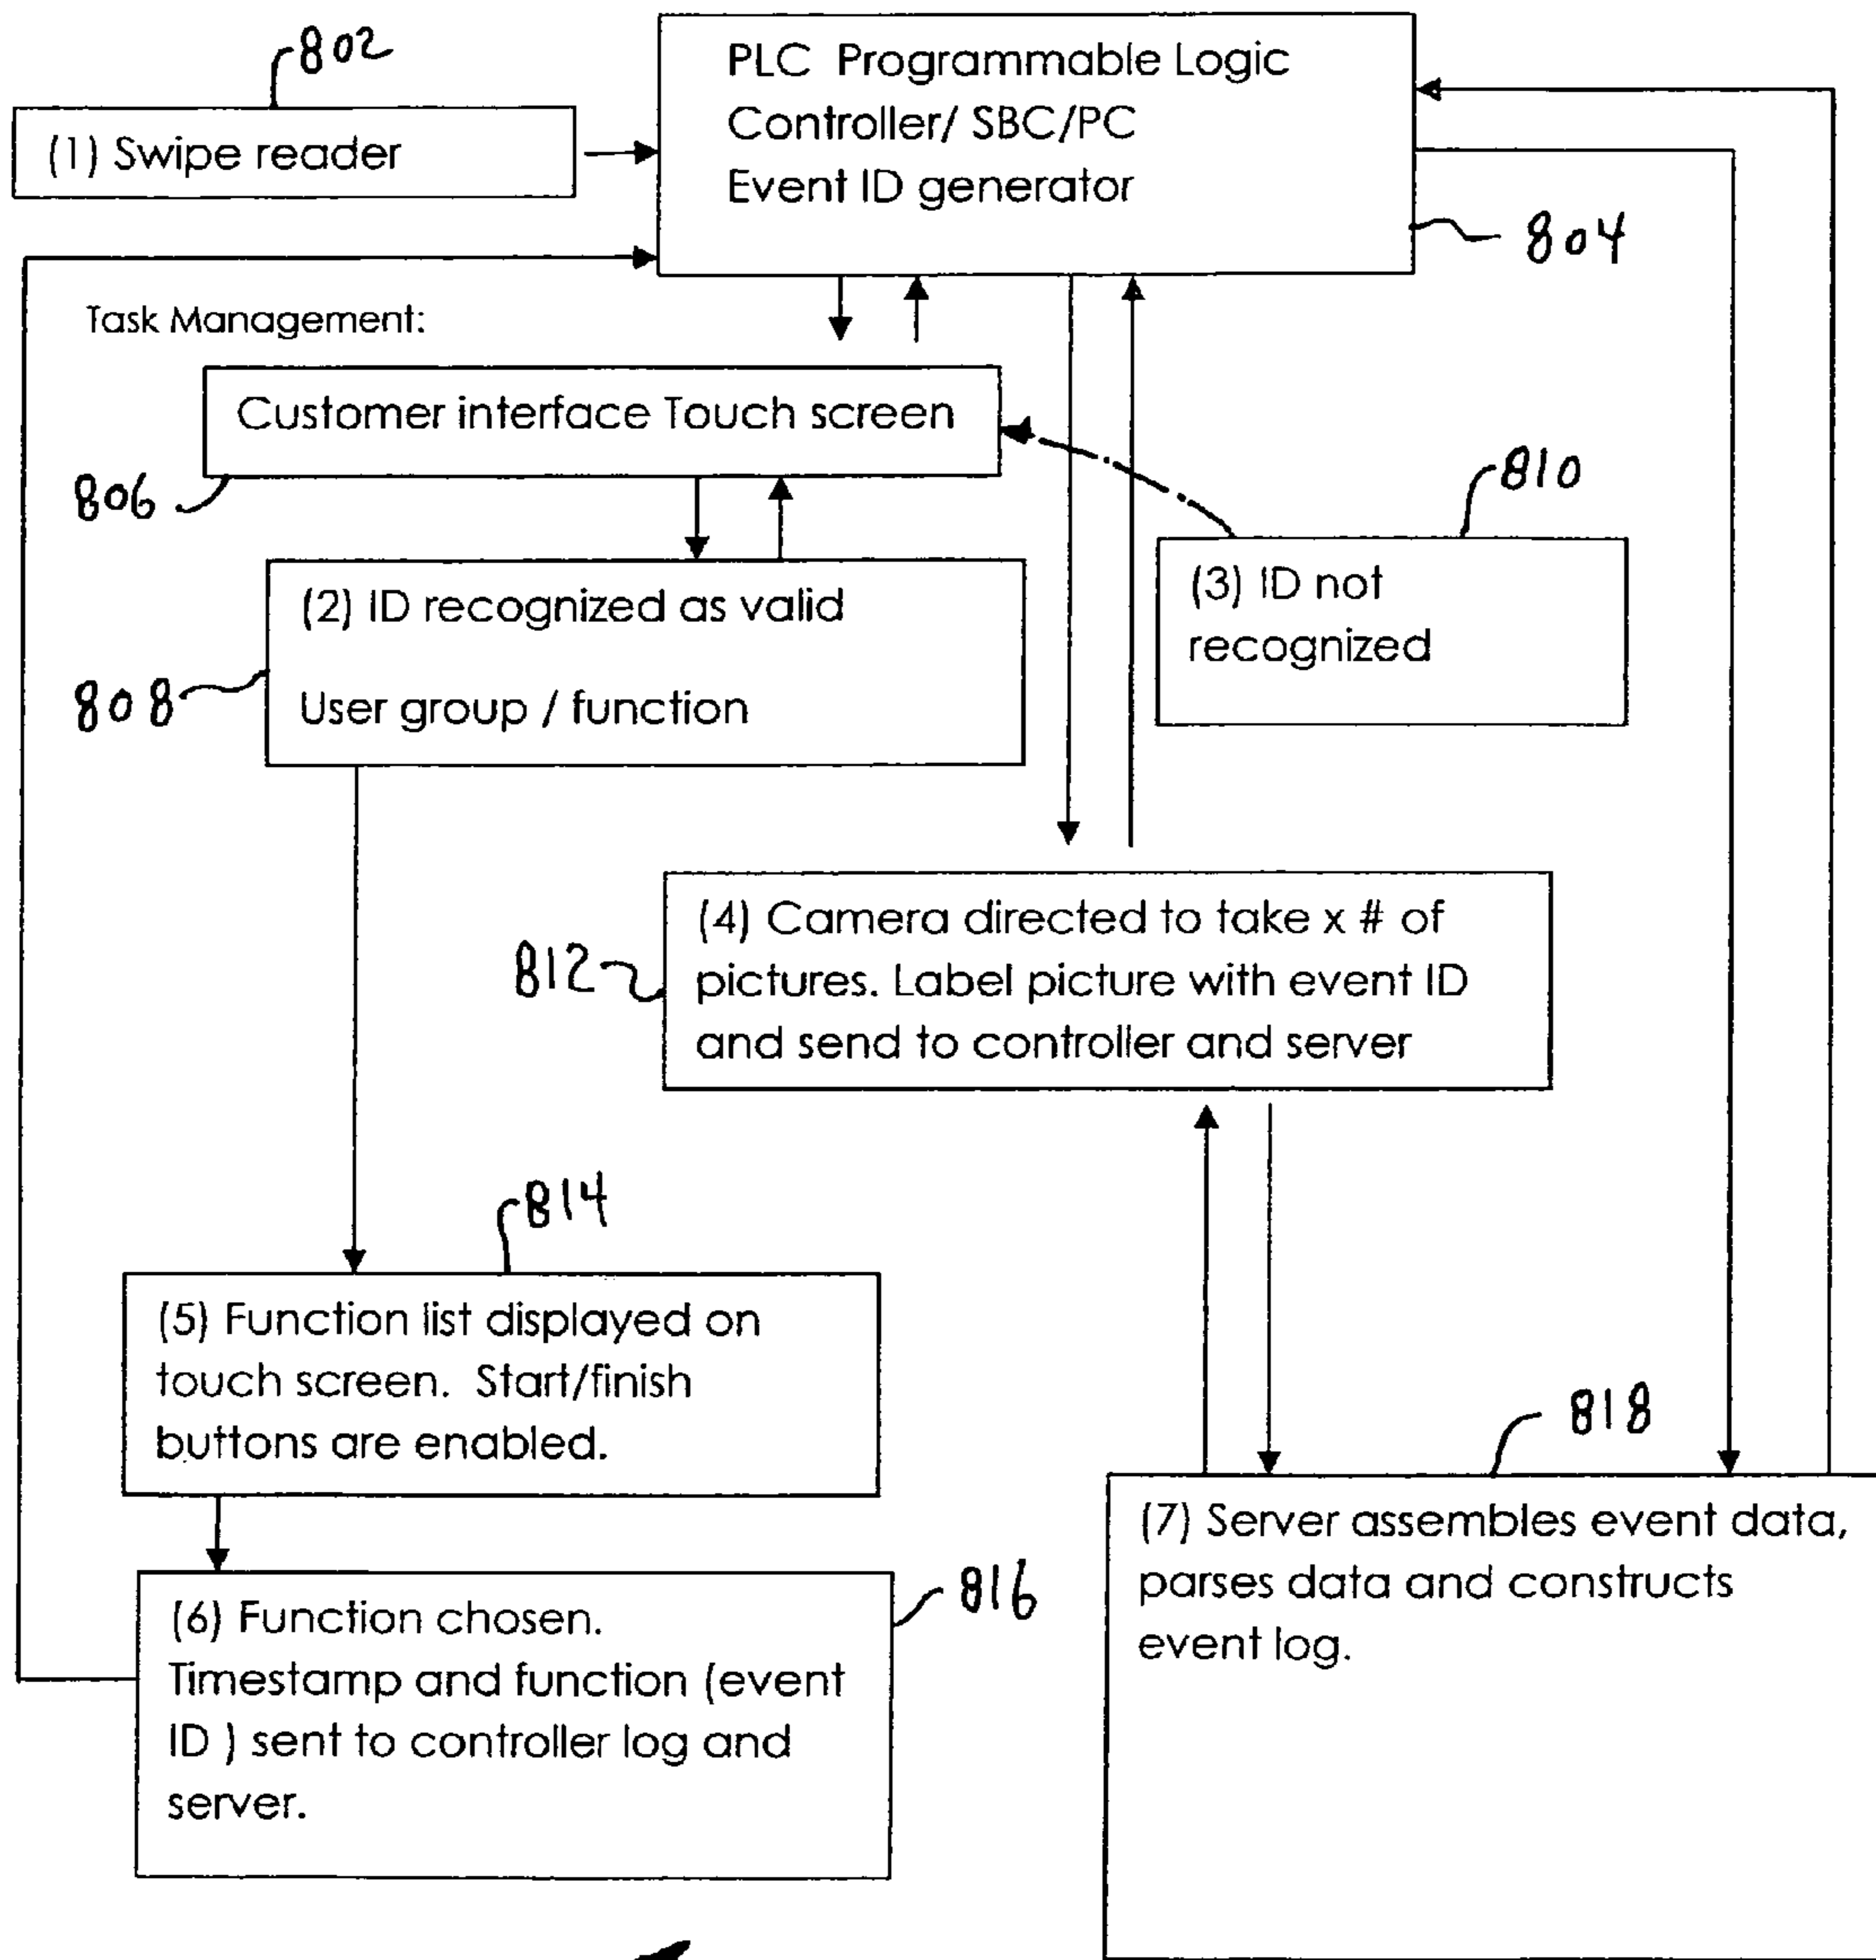 802
PLC Programmable Logic
Controller/ SBC/PC
Event ID generator
(1) Swipe reader
804
Task Management:
Customer interface Touch screen
806
810
(2) ID recognized as valid
User group / function
808
(3) ID not
recognized
(4) Camera directed to take x # of
pictures. Label picture with event ID
and send to controller and server
812
814
(5) Function list displayed on
touch screen. Start/finish
buttons are enabled.
818
(7) Server assembles event data,
parses data and constructs
event log.
816
(6) Function chosen.
Timestamp and function (event
ID ) sent to controller log and
server.